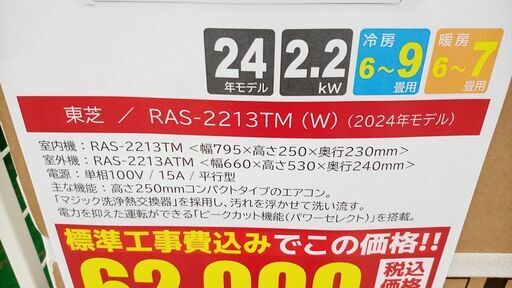 24
年モデル
2.2
kW
冷房
6～9
畳用
暖房
6～7
畳用
東芝 ／ RAS-2213TM (W) (2024年モデル)
室内機：RAS-2213TM ＜幅795×高さ250×奥行230mm＞
室外機：RAS-2213ATM ＜幅660×高さ530×奥行240mm＞
電源：単相100V / 15A / 平行型
主な機能：高さ250mmコンパクトタイプのエアコン。
「マジック洗浄熱交換器」を採用し、汚れを浮かせて洗い流す。
電力を抑えた運転ができる「ピークカット機能(パワーセレクト)」を搭載。
標準工事費込みでこの価格!!
62,000
税込
価格